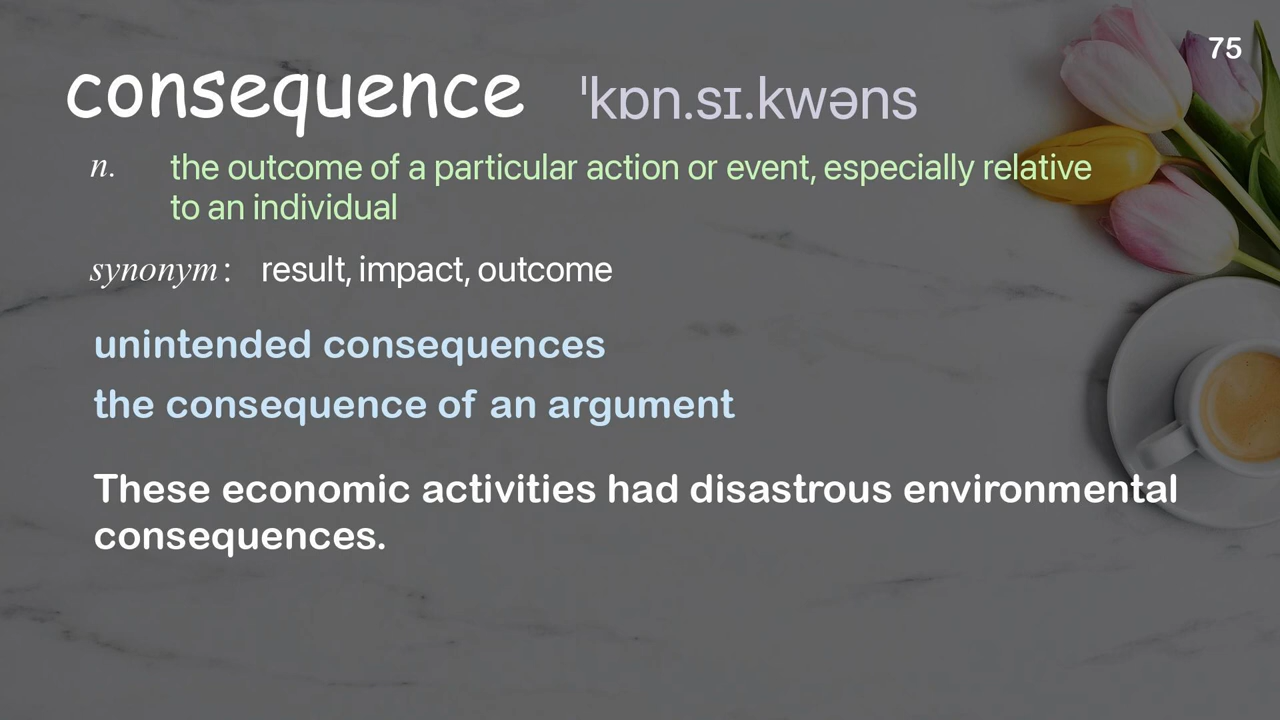 75
consequence ˈkɒn.sɪ.kwəns
n. the outcome of a particular action or event, especially relative
to an individual
synonym: result, impact, outcome
unintended consequences
the consequence of an argument
These economic activities had disastrous environmental
consequences.